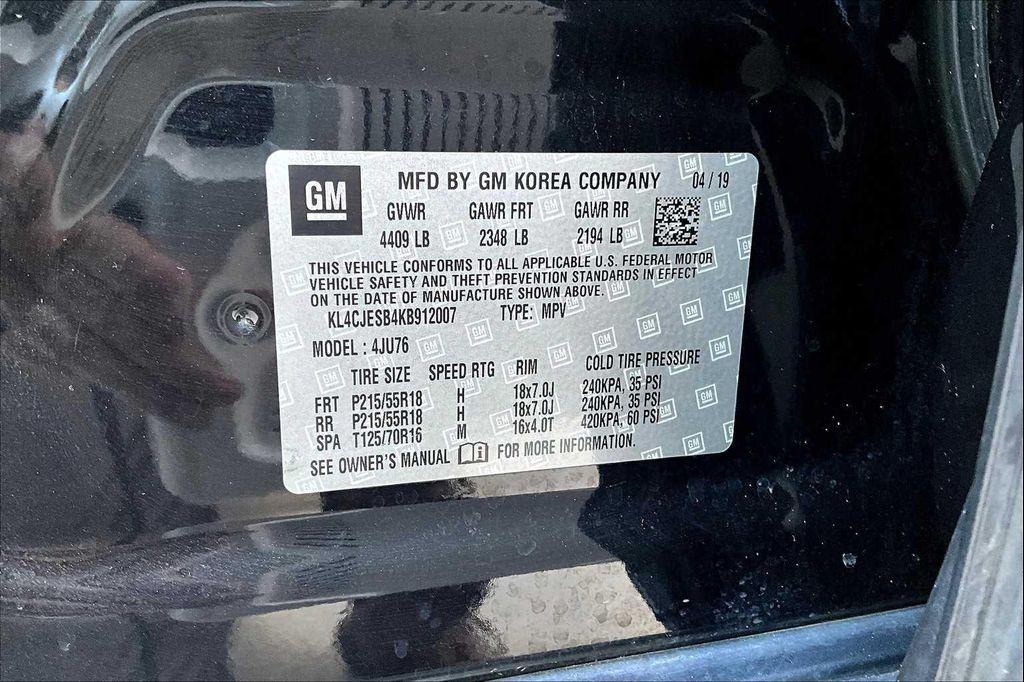 GM MFD BY GM KOREA COMPANY 04 / 19
GVWR GAWR FRT GAWR RR
4409 LB 2348 LB 2194 LB
THIS VEHICLE CONFORMS TO ALL APPLICABLE U.S. FEDERAL MOTOR
VEHICLE SAFETY AND THEFT PREVENTION STANDARDS IN EFFECT
ON THE DATE OF MANUFACTURE SHOWN ABOVE.
KL4CJESB4KB912007 TYPE: MPV
MODEL : 4JU76
TIRE SIZE SPEED RTG RIM COLD TIRE PRESSURE
FRT P215/55R18 H 18x7.0J 240KPA, 35 PSI
RR P215/55R18 H 18x7.0J 240KPA, 35 PSI
SPA T125/70R16 M 16x4.0T 420KPA, 60 PSI
SEE OWNER'S MANUAL FOR MORE INFORMATION.